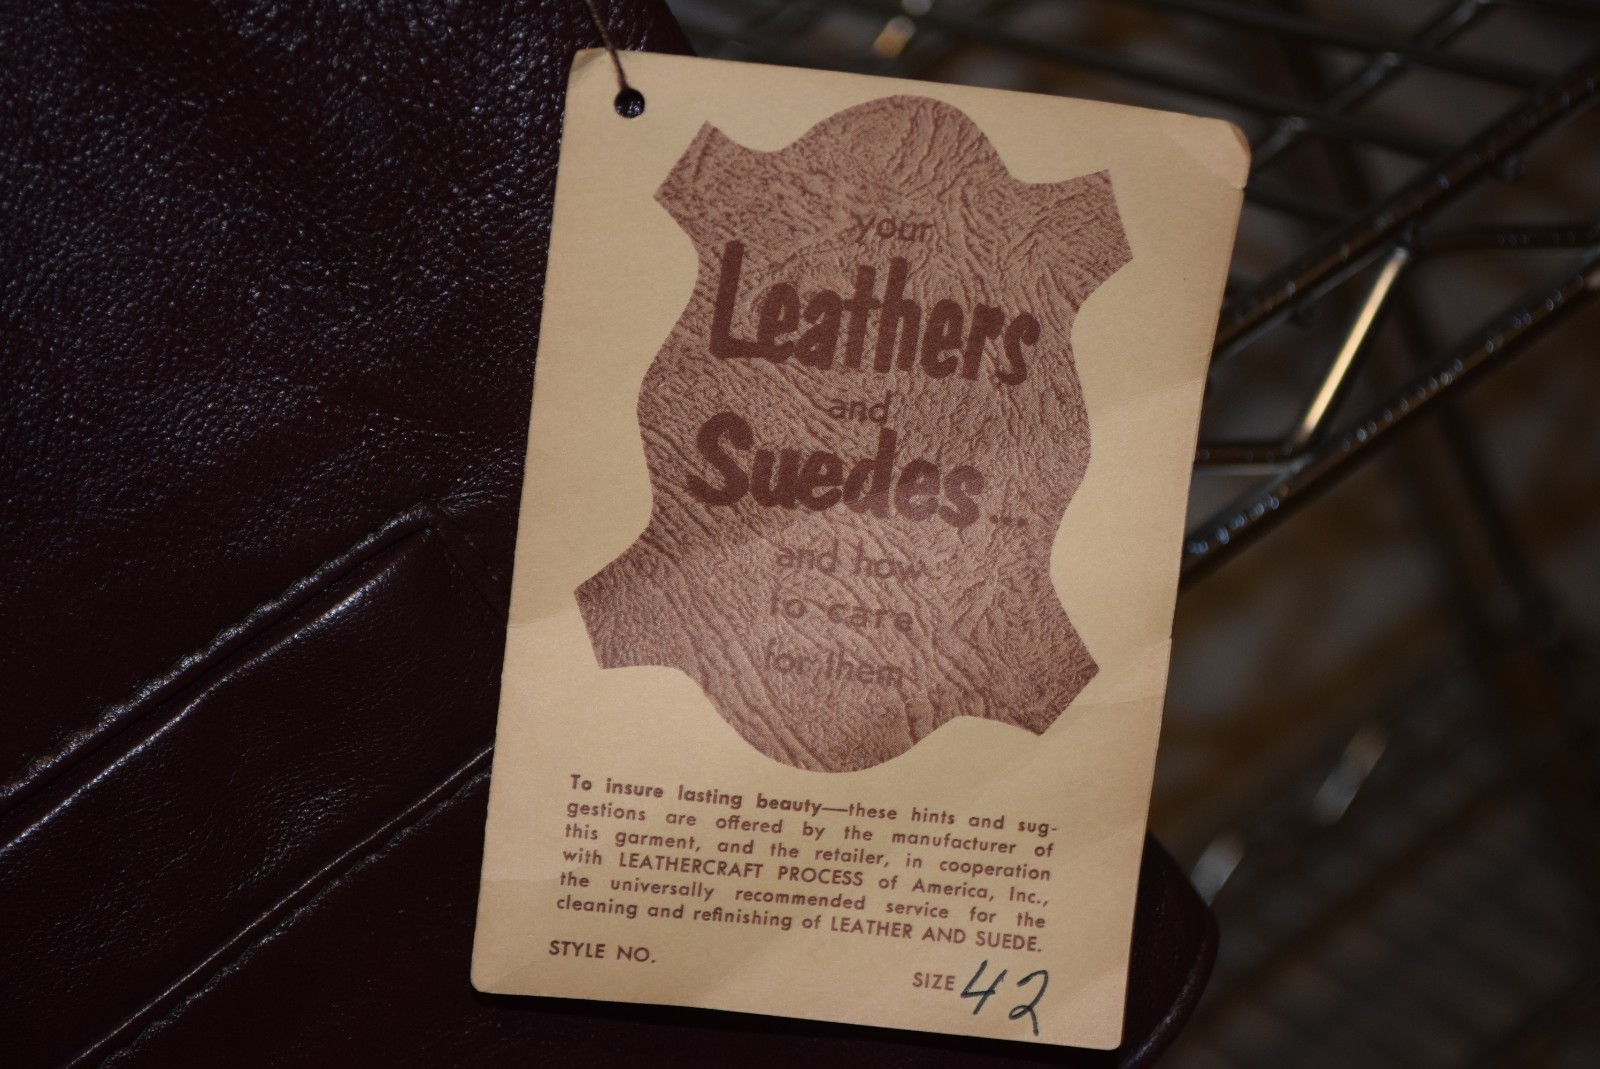 your
Leathers
and
Suedes...
and how
to care
for them
To insure lasting beauty—these hints and sug-
gestions are offered by the manufacturer of
this garment, and the retailer, in cooperation
with LEATHERCRAFT PROCESS of America, Inc.,
the universally recommended service for the
cleaning and refinishing of LEATHER AND SUEDE.
STYLE NO.
SIZE 42